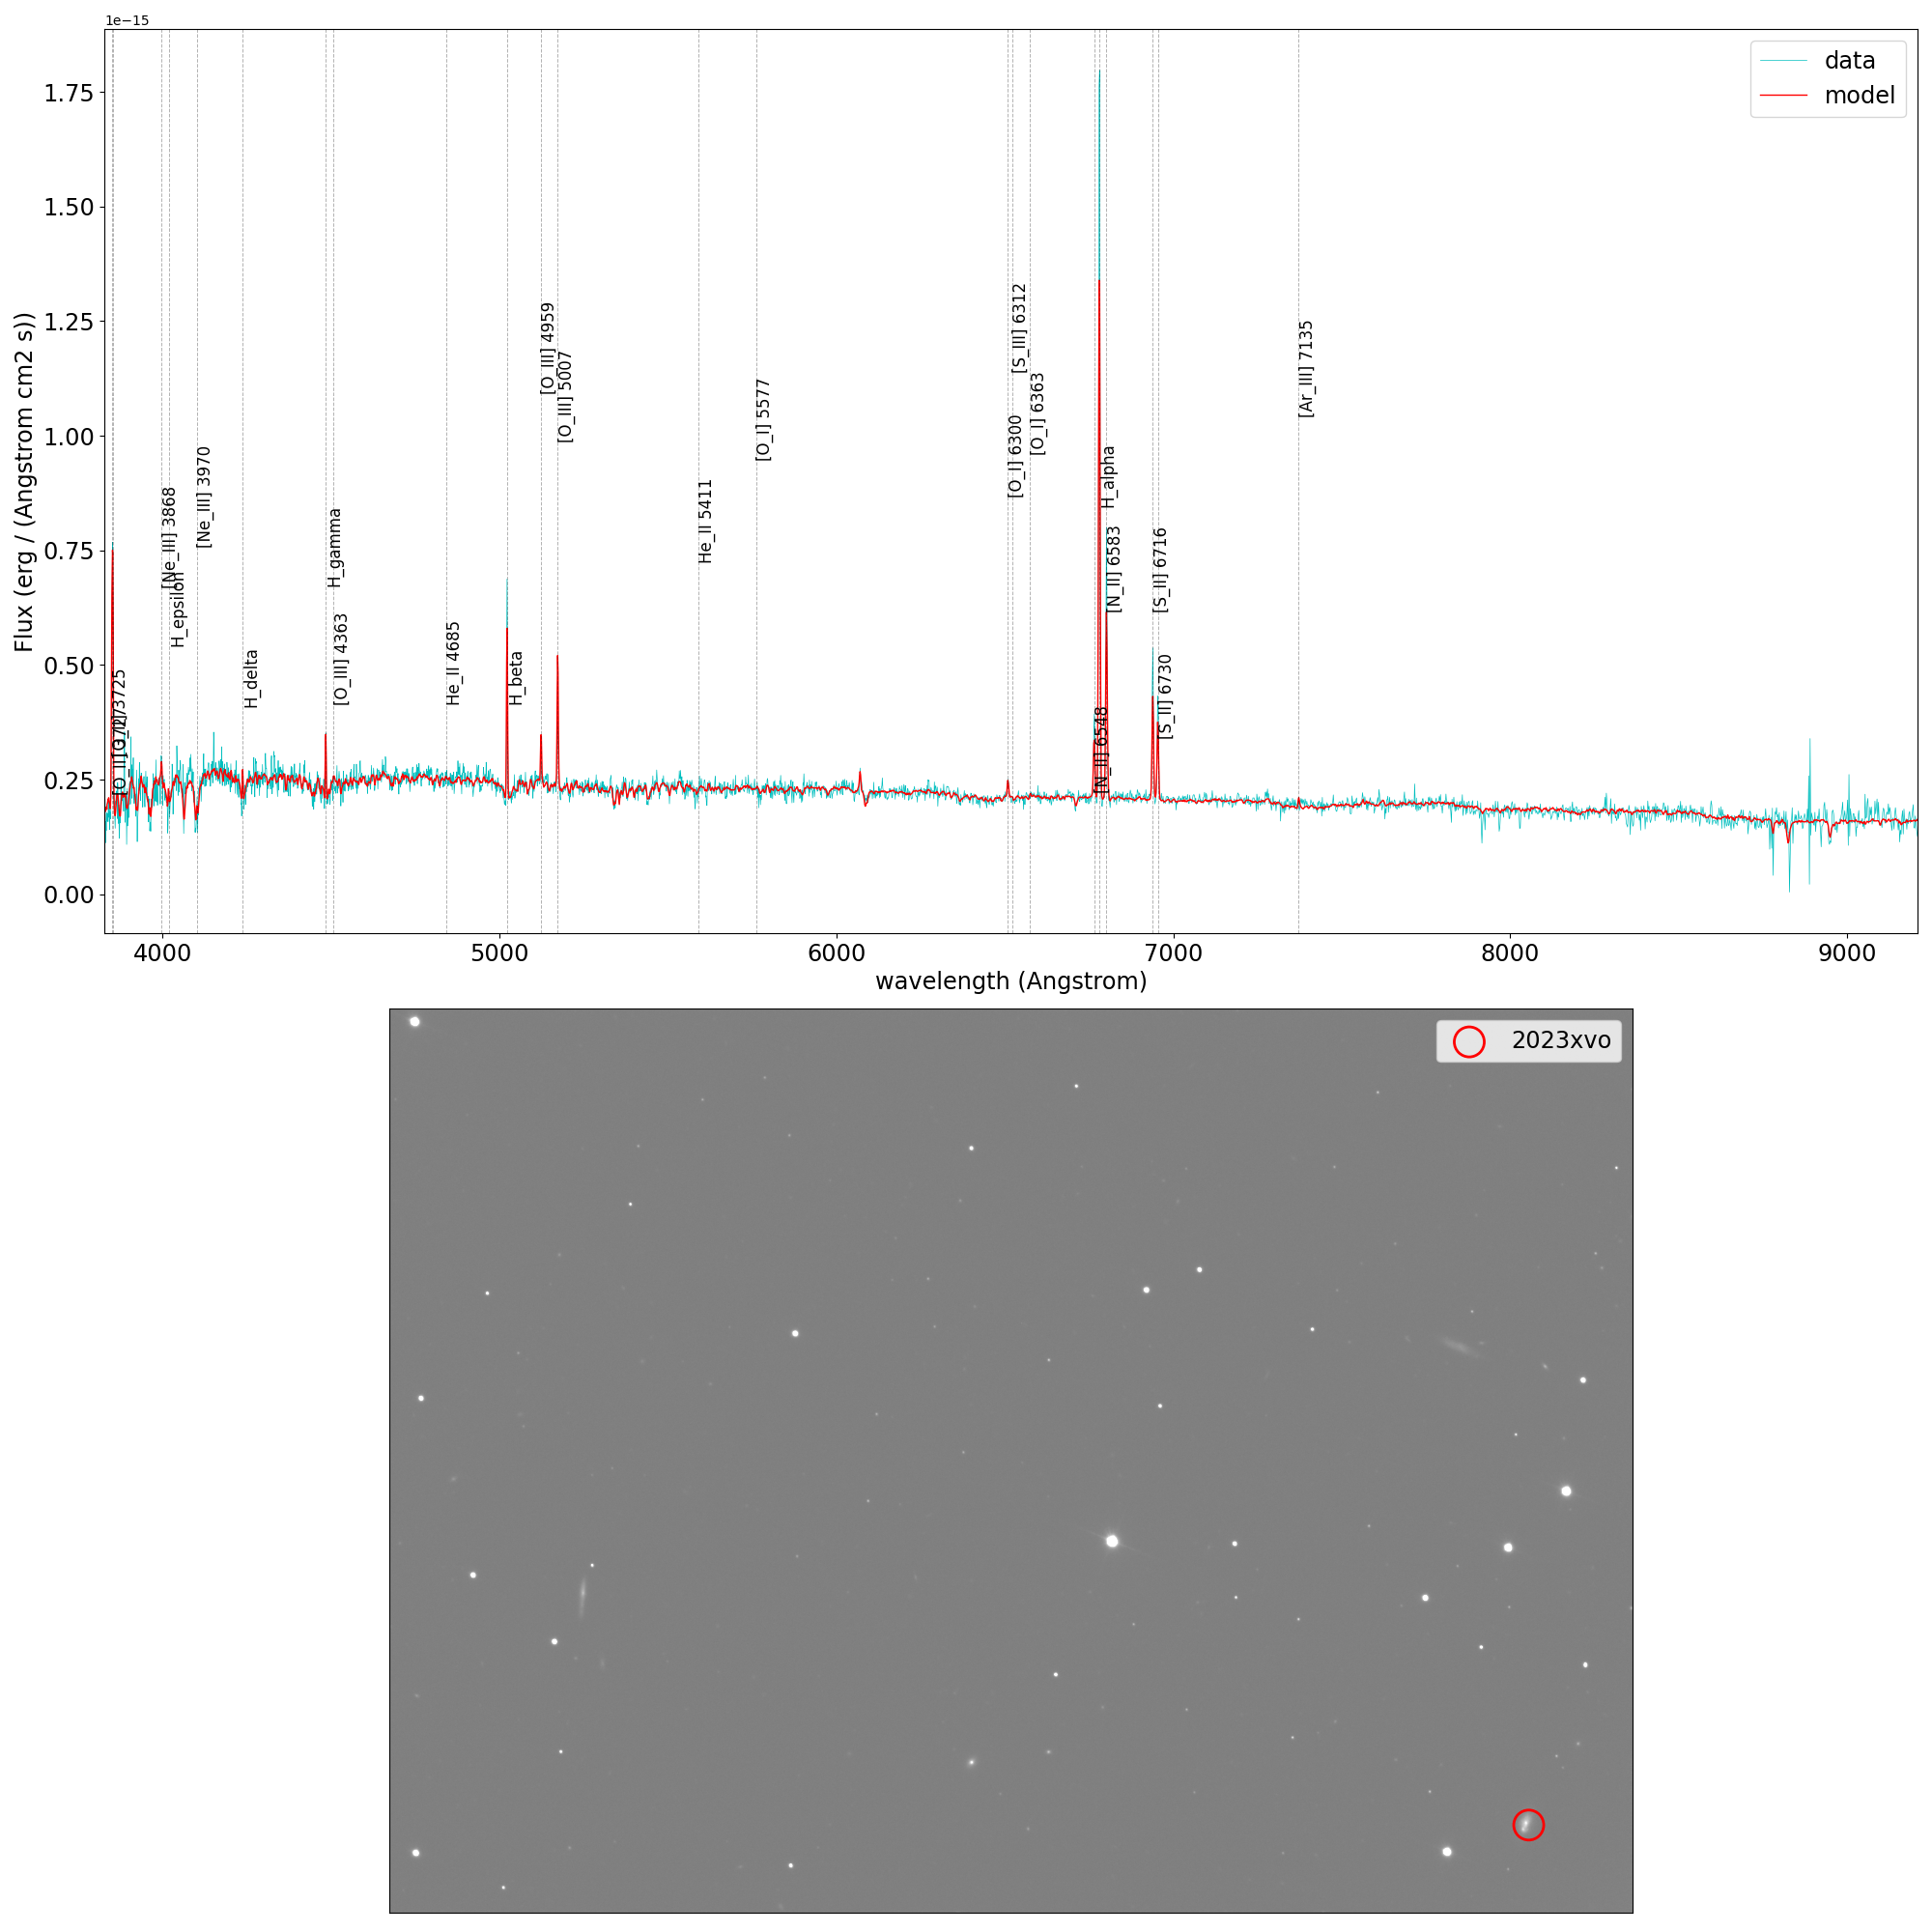 1e−15
1.75
1.50
1.25
1.00
0.75
0.50
0.25
0.00
Flux (erg / (Angstrom cm2 s))
data
model
[Ne_III] 3868
H_epsilon
[Ne_III] 3970
H_delta
H_gamma
[O_III] 4363
He_II 4685
H_beta
[O_III] 4959
[O_III] 5007
He_II 5411
[O_I] 5577
[O_I] 6300
[S_III] 6312
[O_I] 6363
[N_II] 6548
H_alpha
[N_II] 6583
[S_II] 6716
[S_II] 6730
[Ar_III] 7135
4000
5000
6000
7000
8000
9000
wavelength (Angstrom)
2023xvo